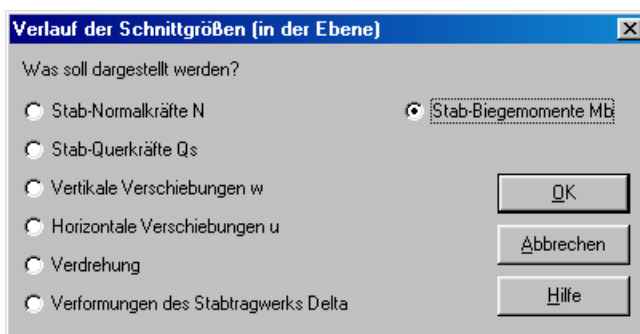 Verlauf der Schnittgrößen (in der Ebene)
Was soll dargestellt werden?
Stab-Normalkräfte N
Stab-Biegemomente Mb
Stab-Querkräfte Qs
Vertikale Verschiebungen w
OK
Horizontale Verschiebungen u
Abbrechen
Verdrehung
Hilfe
Verformungen des Stabtragwerks Delta